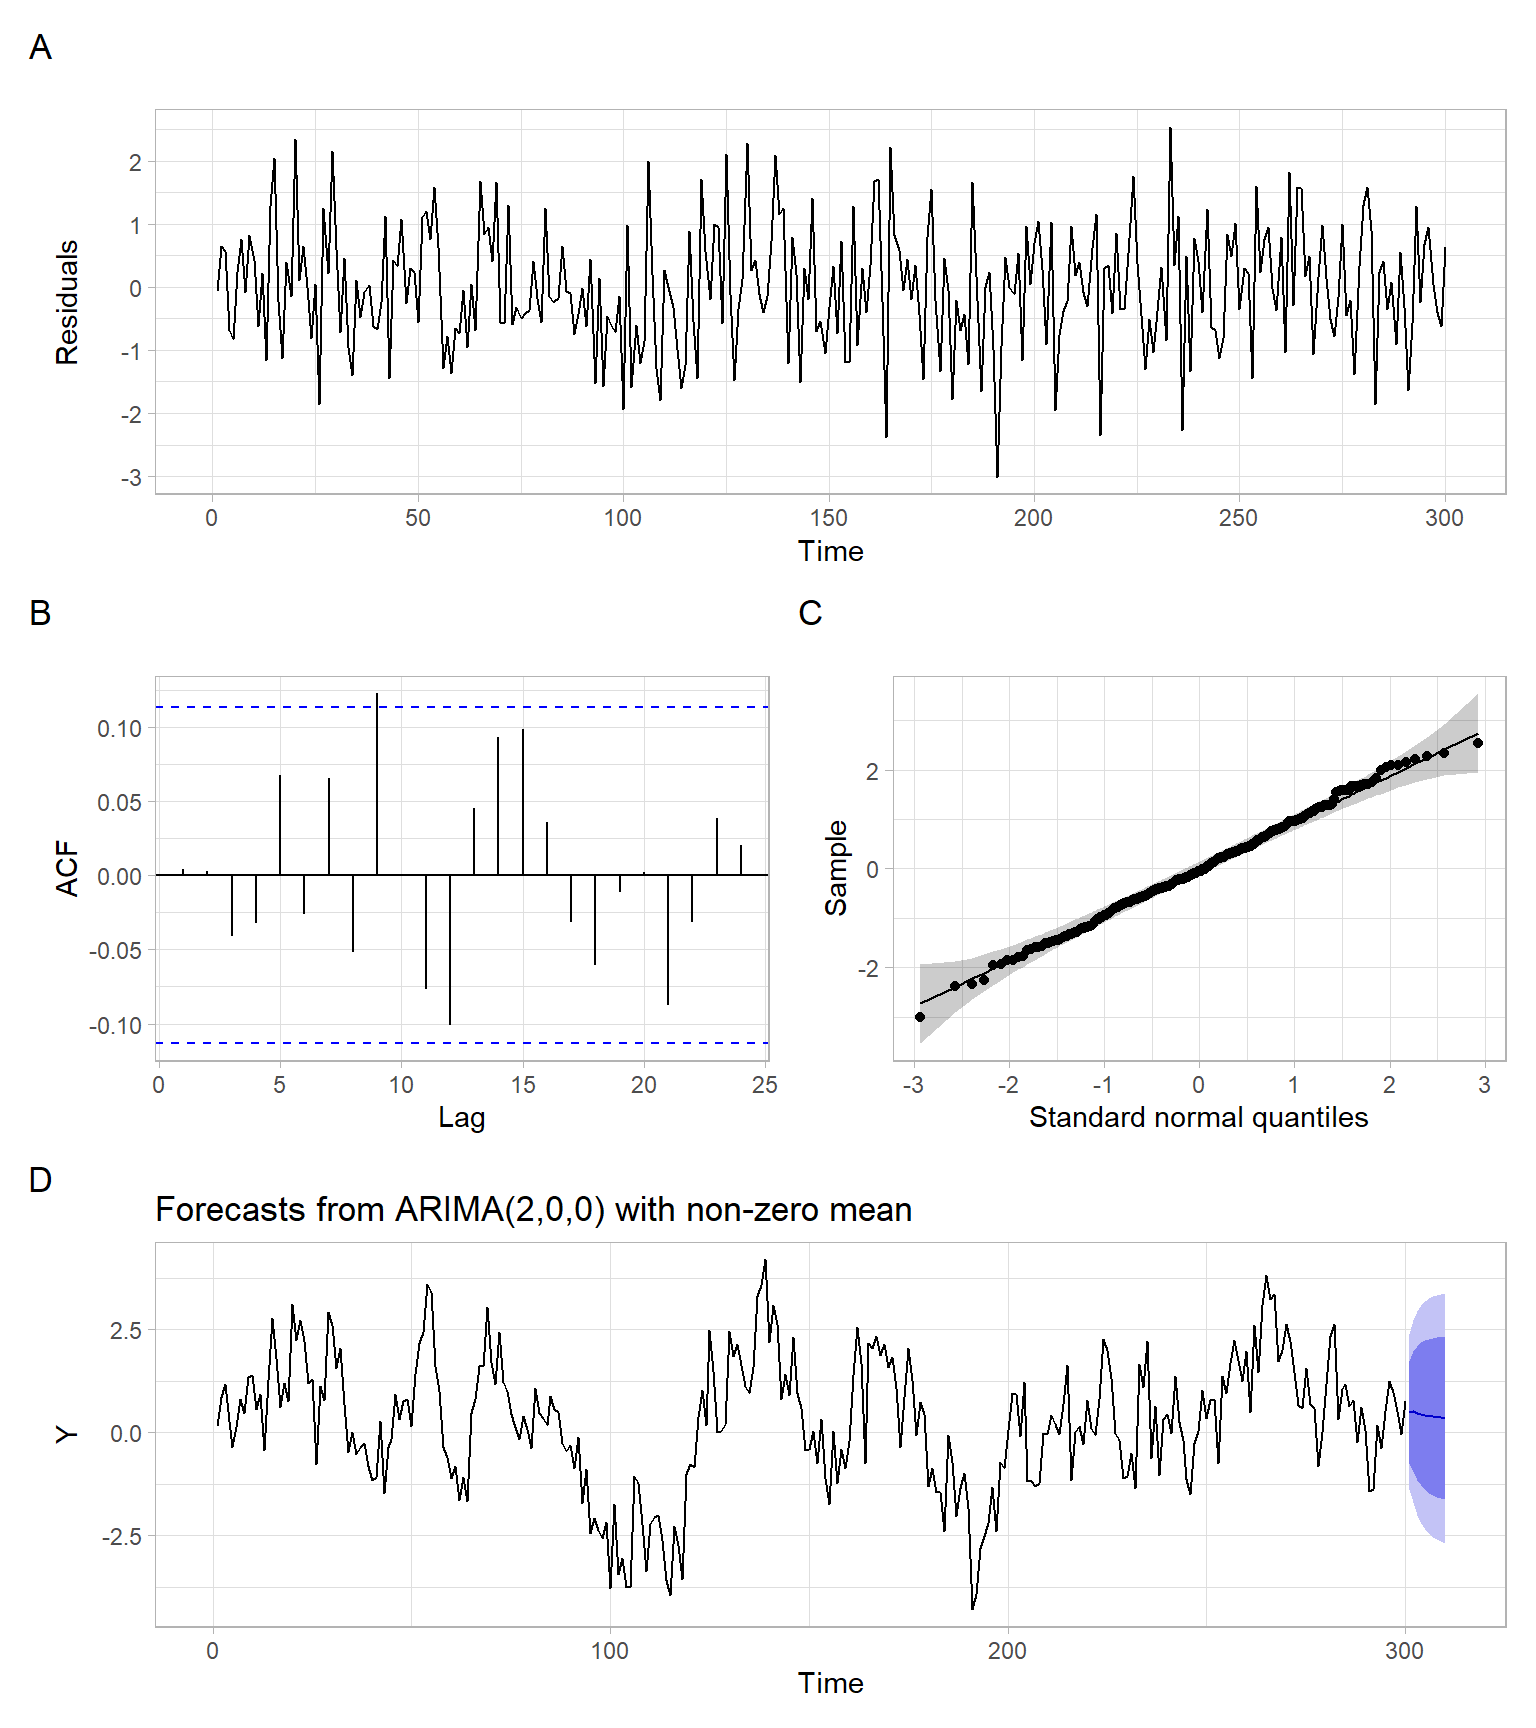 A
Residuals
2
1
0
-1
-2
-3
0 50 100 150 200 250 300
Time
B
ACF
0.10
0.05
0.00
-0.05
-0.10
0 5 10 15 20 25
Lag
C
Sample
2
0
-2
-3 -2 -1 0 1 2 3
Standard normal quantiles
D
Forecasts from ARIMA(2,0,0) with non-zero mean
Y
2.5
0.0
-2.5
0 100 200 300
Time